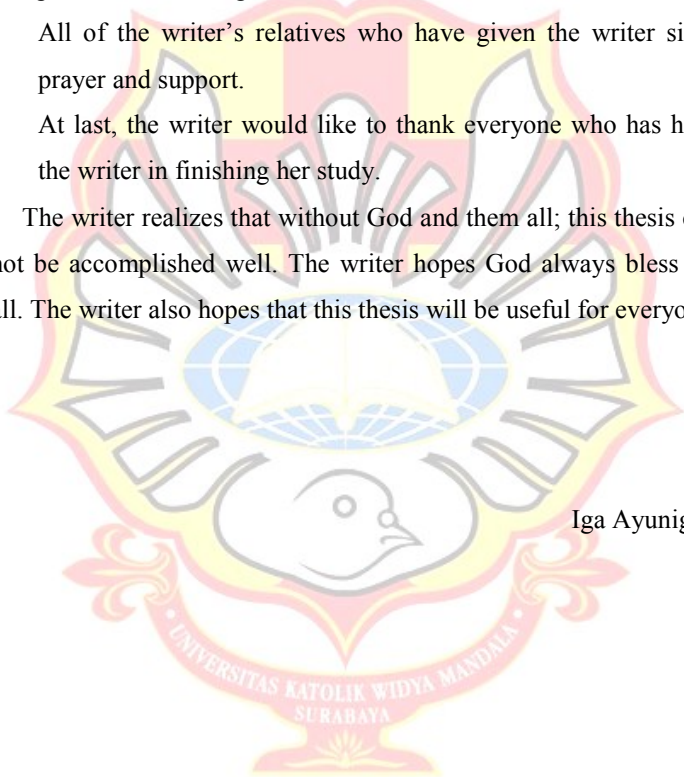 All of the writer's relatives who have given the writer si
prayer and support.
At last, the writer would like to thank everyone who has h
the writer in finishing her study.
The writer realizes that without God and them all; this thesis
not be accomplished well. The writer hopes God always bless
all. The writer also hopes that this thesis will be useful for everyo
Iga Ayunig
UNIVERSITAS KATOLIK WIDYA MANDALA
SURABAYA